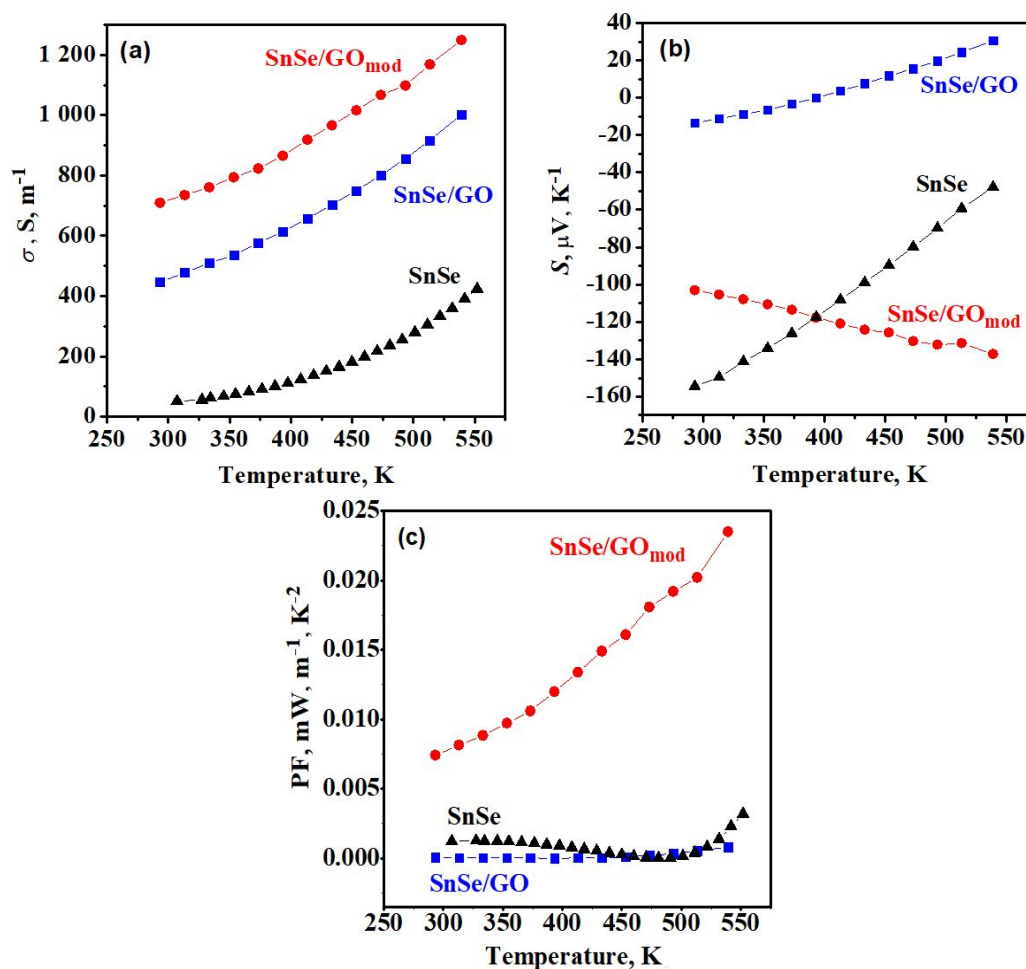 (a)
SnSe/GOmod
SnSe/GO
SnSe
σ, S, m⁻¹
1 200
1 000
800
600
400
200
0
250 300 350 400 450 500 550
Temperature, K
(b)
SnSe/GO
SnSe
SnSe/GOmod
S, μV, K⁻¹
40
20
0
-20
-40
-60
-80
-100
-120
-140
-160
250 300 350 400 450 500 550
Temperature, K
(c)
SnSe/GOmod
SnSe
SnSe/GO
PF, mW, m⁻¹, K⁻²
0.025
0.020
0.015
0.010
0.005
0.000
250 300 350 400 450 500 550
Temperature, K